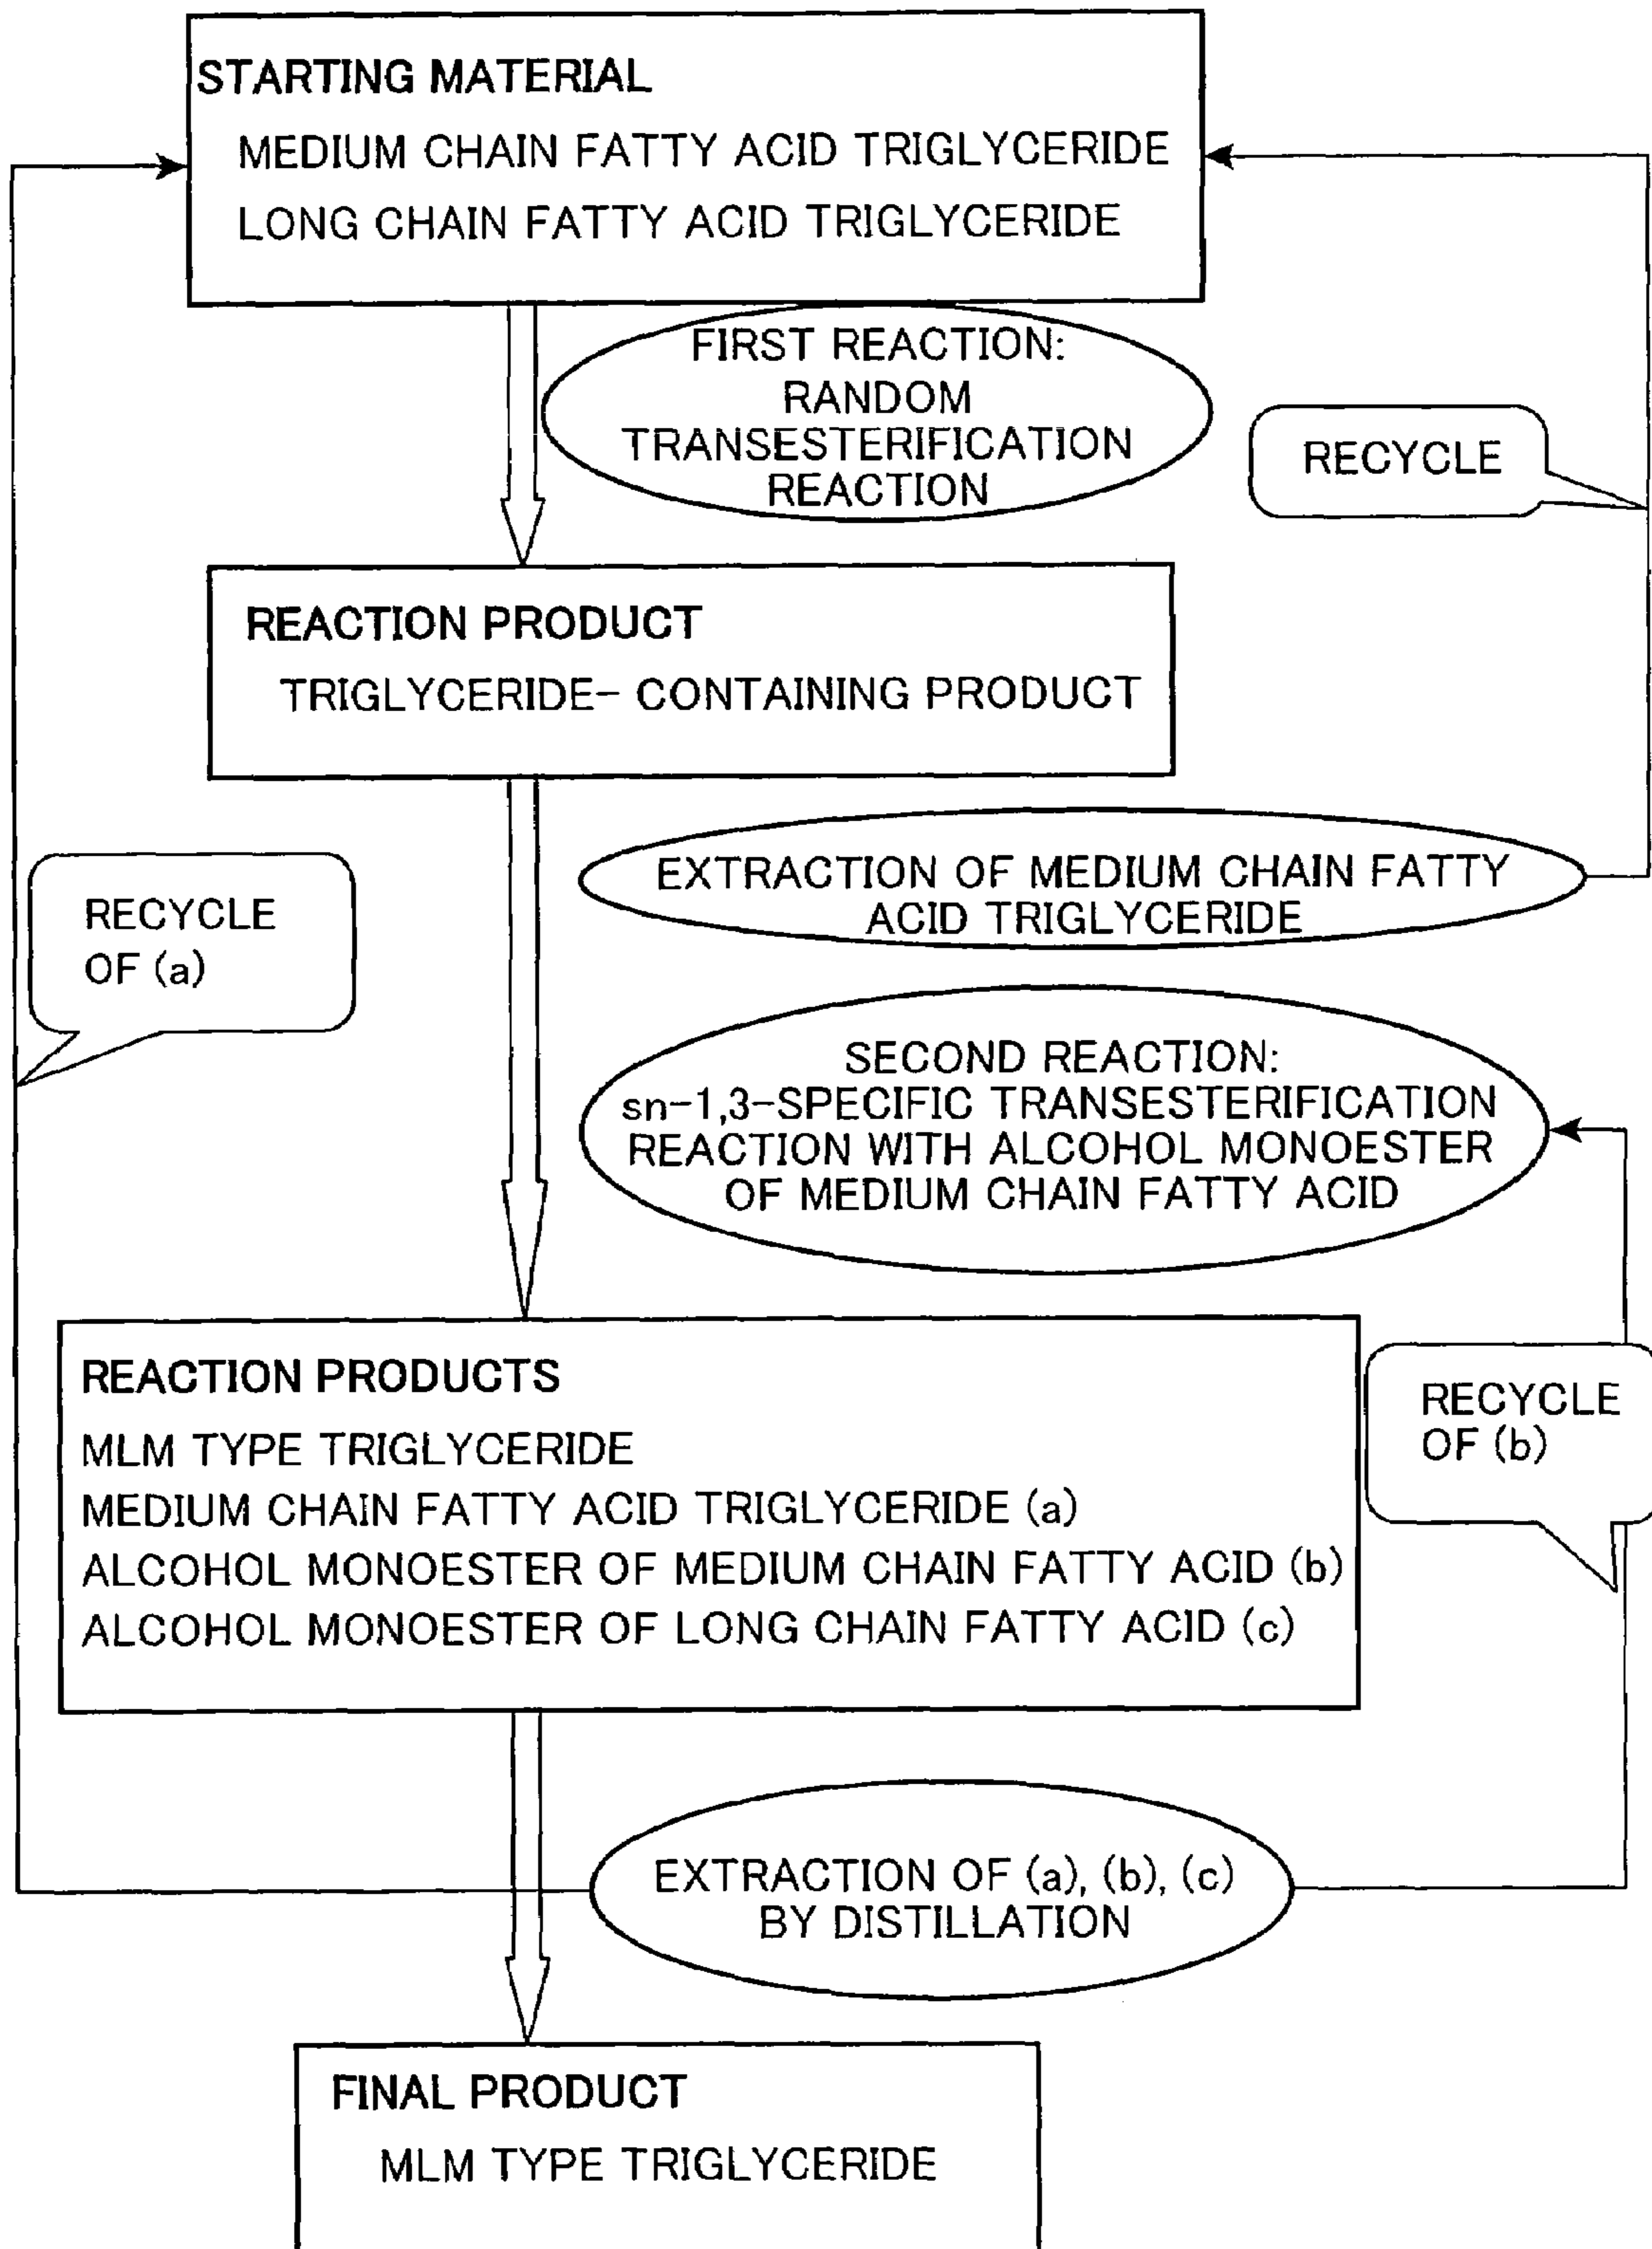 STARTING MATERIAL
MEDIUM CHAIN FATTY ACID TRIGLYCERIDE
LONG CHAIN FATTY ACID TRIGLYCERIDE
FIRST REACTION:
RANDOM
TRANSESTERIFICATION
REACTION
RECYCLE
REACTION PRODUCT
TRIGLYCERIDE- CONTAINING PRODUCT
EXTRACTION OF MEDIUM CHAIN FATTY
ACID TRIGLYCERIDE
RECYCLE
OF (a)
SECOND REACTION:
sn-1,3-SPECIFIC TRANSESTERIFICATION
REACTION WITH ALCOHOL MONOESTER
OF MEDIUM CHAIN FATTY ACID
REACTION PRODUCTS
MLM TYPE TRIGLYCERIDE
MEDIUM CHAIN FATTY ACID TRIGLYCERIDE (a)
ALCOHOL MONOESTER OF MEDIUM CHAIN FATTY ACID (b)
ALCOHOL MONOESTER OF LONG CHAIN FATTY ACID (c)
RECYCLE
OF (b)
EXTRACTION OF (a), (b), (c)
BY DISTILLATION
FINAL PRODUCT
MLM TYPE TRIGLYCERIDE